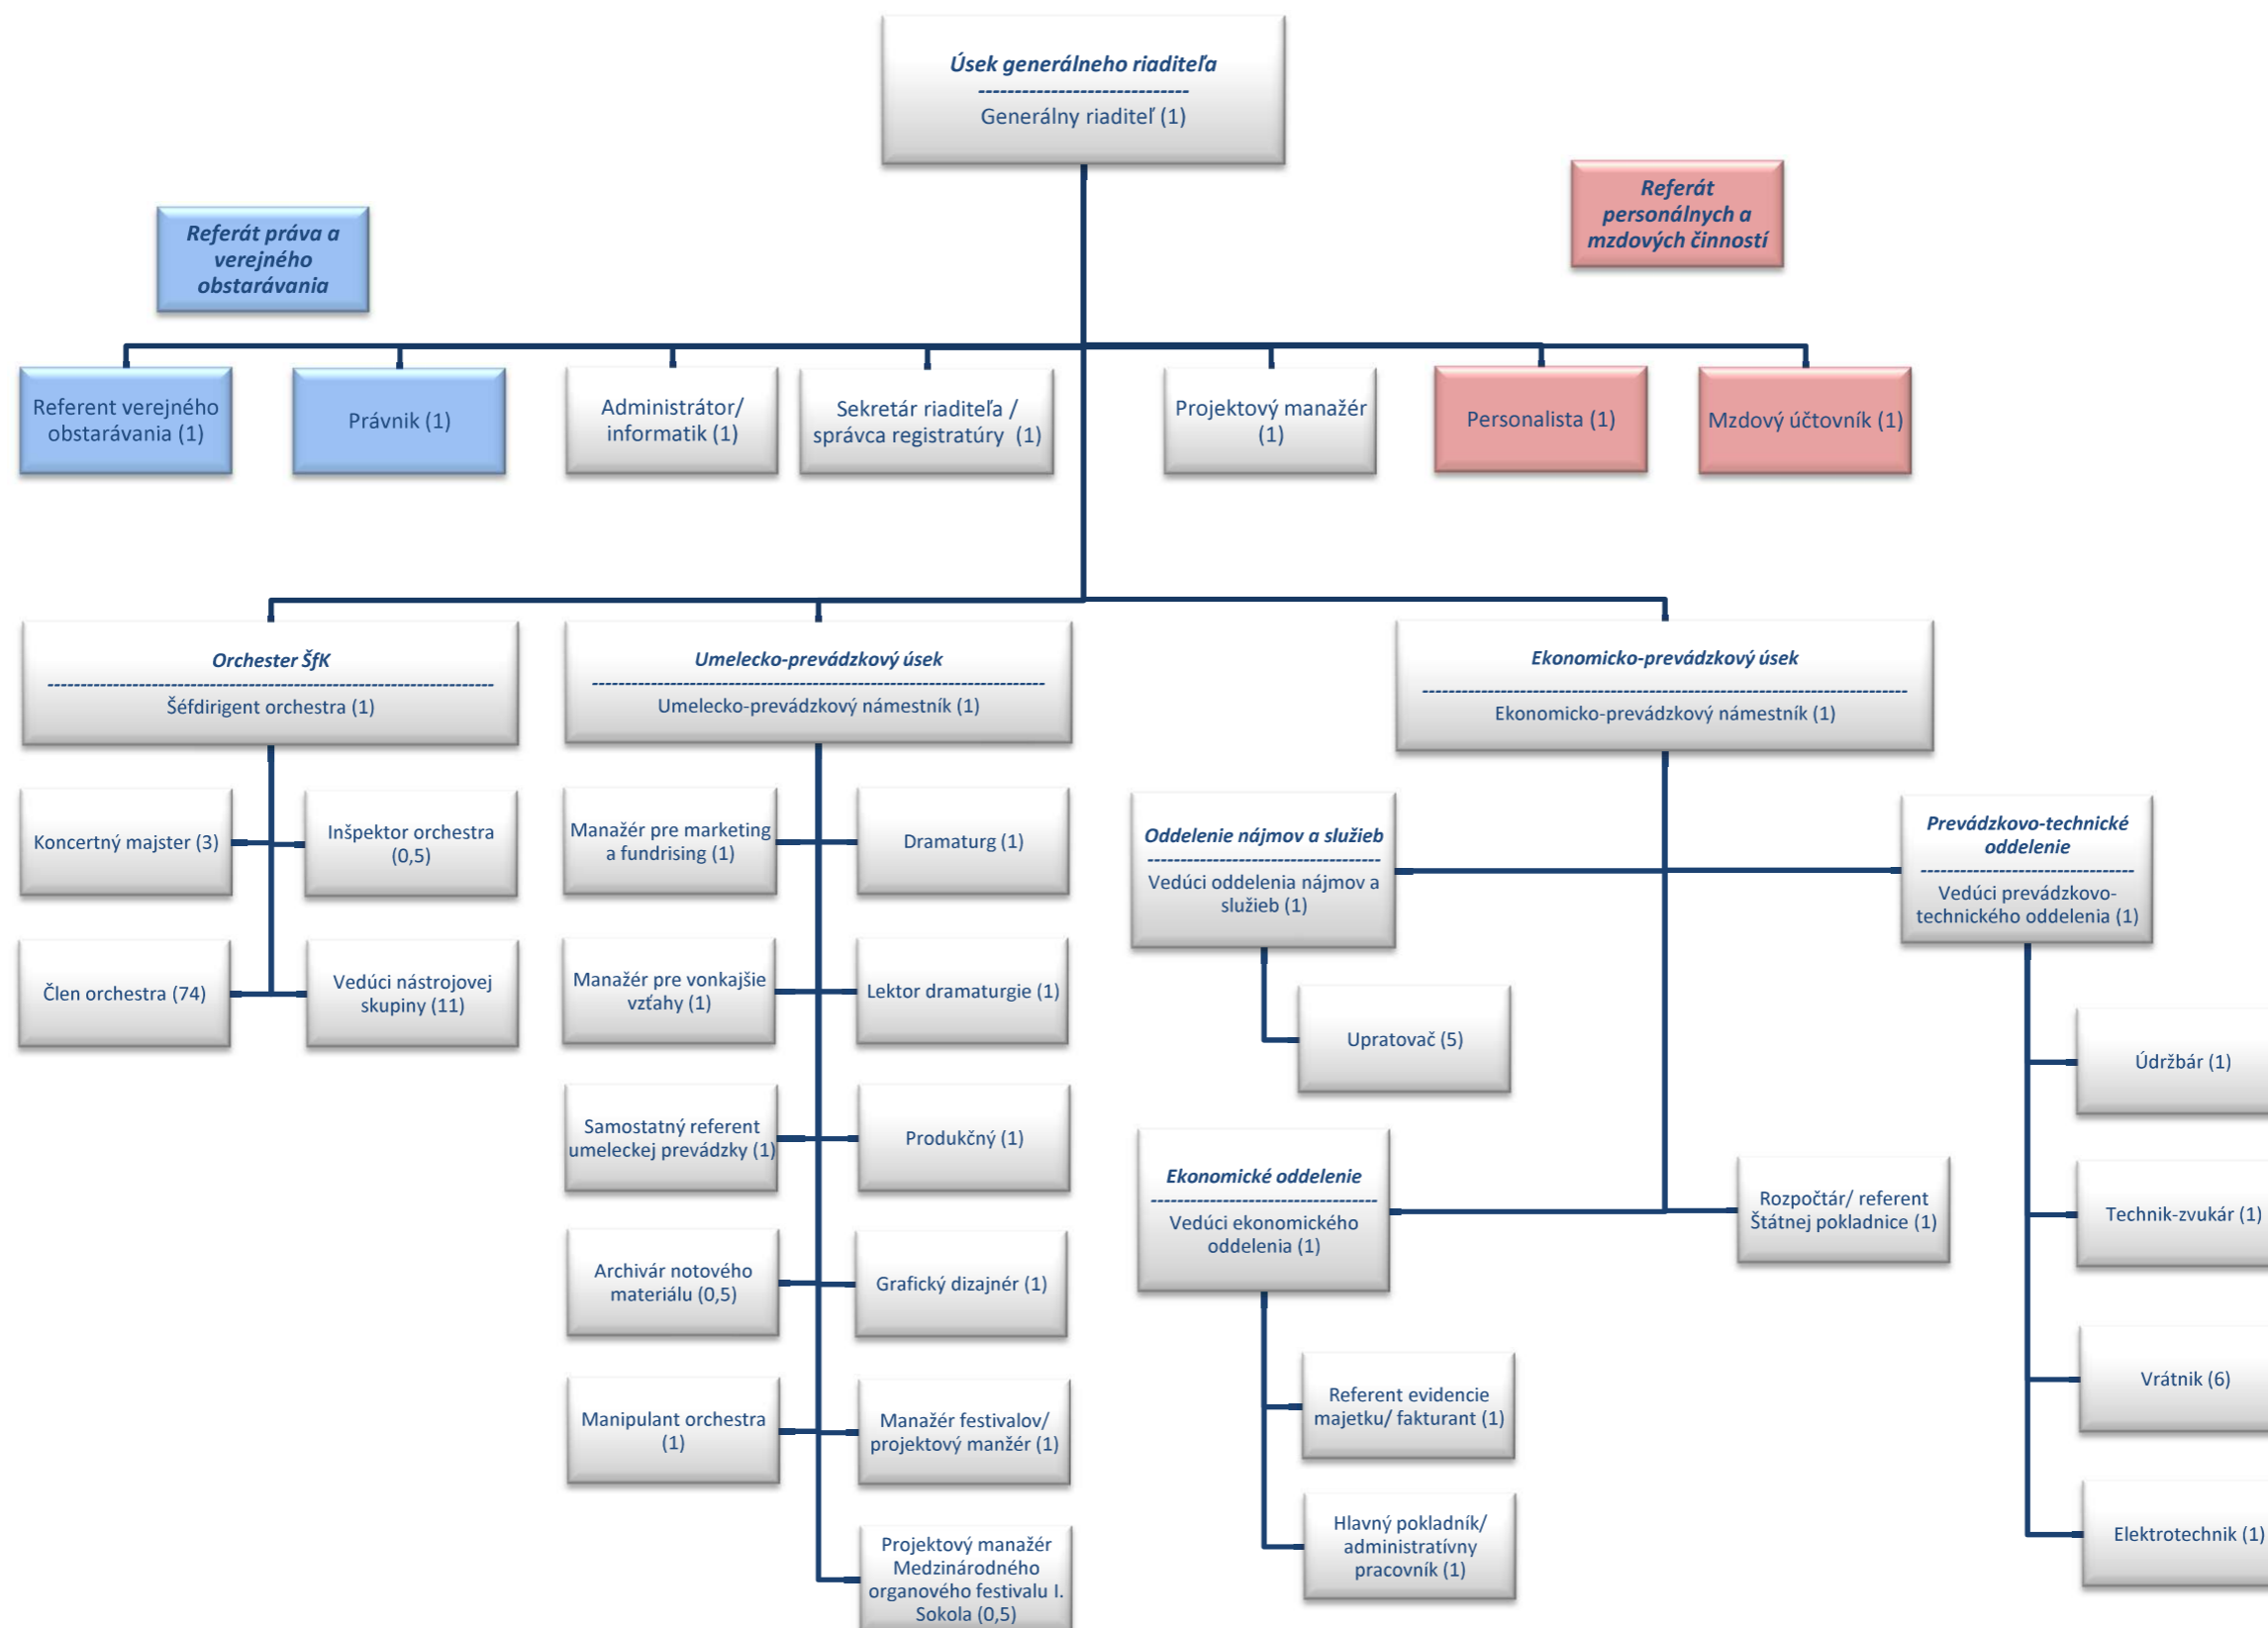 Úsek generálneho riaditeľa
-----------------------------
Generálny riaditeľ (1)
Referát
personálnych a
mzdových činností
Referát práva a
verejného
obstarávania
Referent verejného
obstarávania (1)
Právnik (1)
Administrátor/
informatik (1)
Sekretár riaditeľa /
správca registratúry  (1)
Projektový manažér
(1)
Personalista (1)
Mzdový účtovník (1)
Orchester ŠfK
Šéfdirigent orchestra (1)
Umelecko-prevádzkový úsek
Umelecko-prevádzkový námestník (1)
Ekonomicko-prevádzkový úsek
Ekonomicko-prevádzkový námestník (1)
Koncertný majster (3)
Inšpektor orchestra
(0,5)
Člen orchestra (74)
Vedúci nástrojovej
skupiny (11)
Manažér pre marketing
a fundrising (1)
Dramaturg (1)
Manažér pre vonkajšie
vzťahy (1)
Lektor dramaturgie (1)
Samostatný referent
umeleckej prevádzky (1)
Produkčný (1)
Archivár notového
materiálu (0,5)
Grafický dizajnér (1)
Manipulant orchestra
(1)
Manažér festivalov/
projektový manžér (1)
Projektový manažér
Medzinárodného
organového festivalu I.
Sokola (0,5)
Oddelenie nájmov a služieb
Vedúci oddelenia nájmov a
služieb (1)
Upratovač (5)
Ekonomické oddelenie
Vedúci ekonomického
oddelenia (1)
Referent evidencie
majetku/ fakturant (1)
Hlavný pokladník/
administratívny
pracovník (1)
Rozpočtár/ referent
Štátnej pokladnice (1)
Prevádzkovo-technické
oddelenie
Vedúci prevádzkovo-
technického oddelenia (1)
Údržbár (1)
Technik-zvukár (1)
Vrátnik (6)
Elektrotechnik (1)